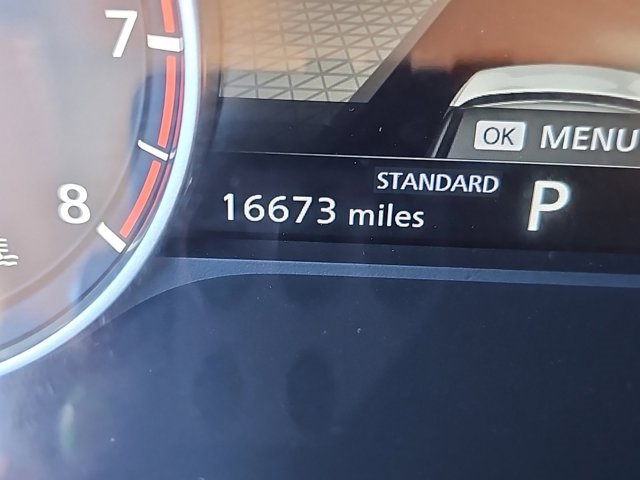 7
OK MENU
STANDARD
8
16673 miles
P